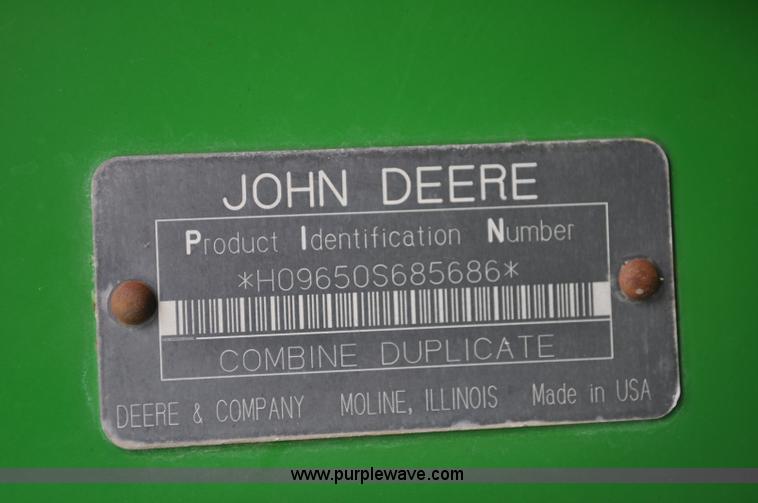 JOHN DEERE
Product Identification Number
*H09650S685686*
COMBINE DUPLICATE
DEERE & COMPANY MOLINE, ILLINOIS Made in USA
www.purplewave.com